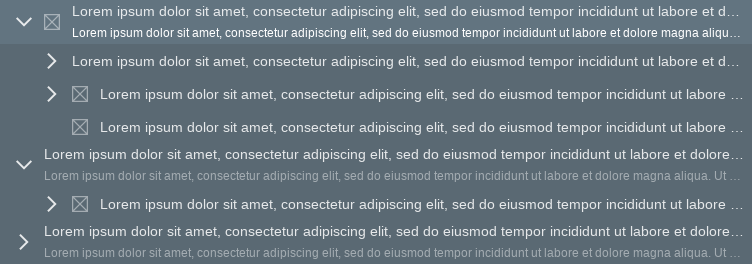 Lorem ipsum dolor sit amet, consectetur adipiscing elit, sed do eiusmod tempor incididunt ut labore et d…
Lorem ipsum dolor sit amet, consectetur adipiscing elit, sed do eiusmod tempor incididunt ut labore et dolore magna aliqu…
Lorem ipsum dolor sit amet, consectetur adipiscing elit, sed do eiusmod tempor incididunt ut labore et d…
Lorem ipsum dolor sit amet, consectetur adipiscing elit, sed do eiusmod tempor incididunt ut labore …
Lorem ipsum dolor sit amet, consectetur adipiscing elit, sed do eiusmod tempor incididunt ut labore …
Lorem ipsum dolor sit amet, consectetur adipiscing elit, sed do eiusmod tempor incididunt ut labore et dolore…
Lorem ipsum dolor sit amet, consectetur adipiscing elit, sed do eiusmod tempor incididunt ut labore et dolore magna aliqua. Ut …
Lorem ipsum dolor sit amet, consectetur adipiscing elit, sed do eiusmod tempor incididunt ut labore …
Lorem ipsum dolor sit amet, consectetur adipiscing elit, sed do eiusmod tempor incididunt ut labore et dolore…
Lorem ipsum dolor sit amet, consectetur adipiscing elit, sed do eiusmod tempor incididunt ut labore et dolore magna aliqua. Ut …